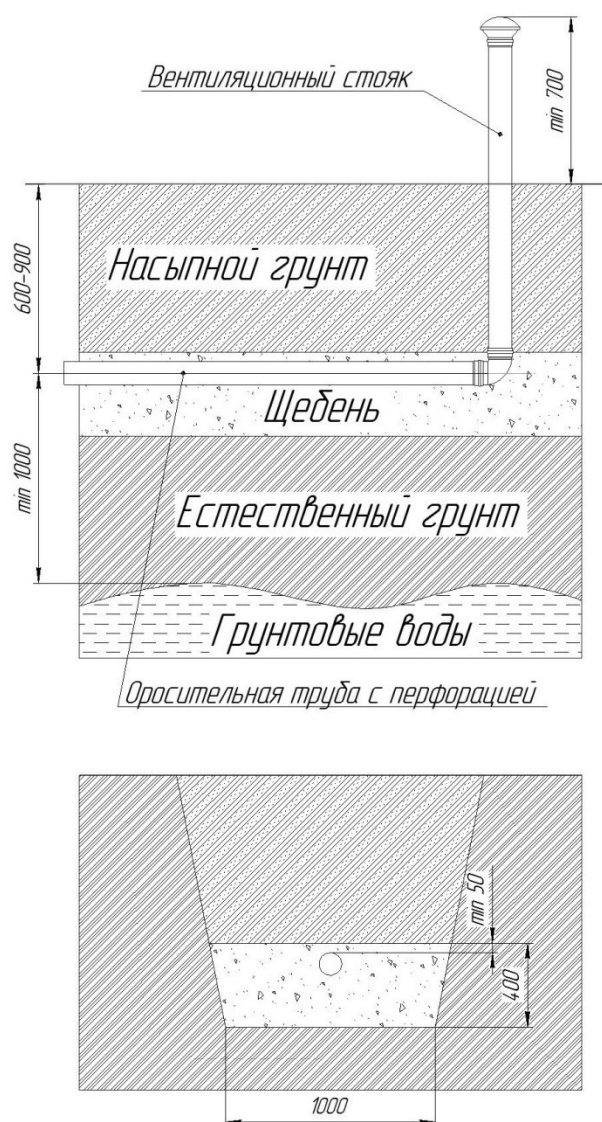 Вентиляционный стояк
min 700
600-900
Насыпной грунт
Щебень
min 1000
Естественный грунт
Грунтовые воды
Оросительная труба с перфорацией
min 50
400
1000